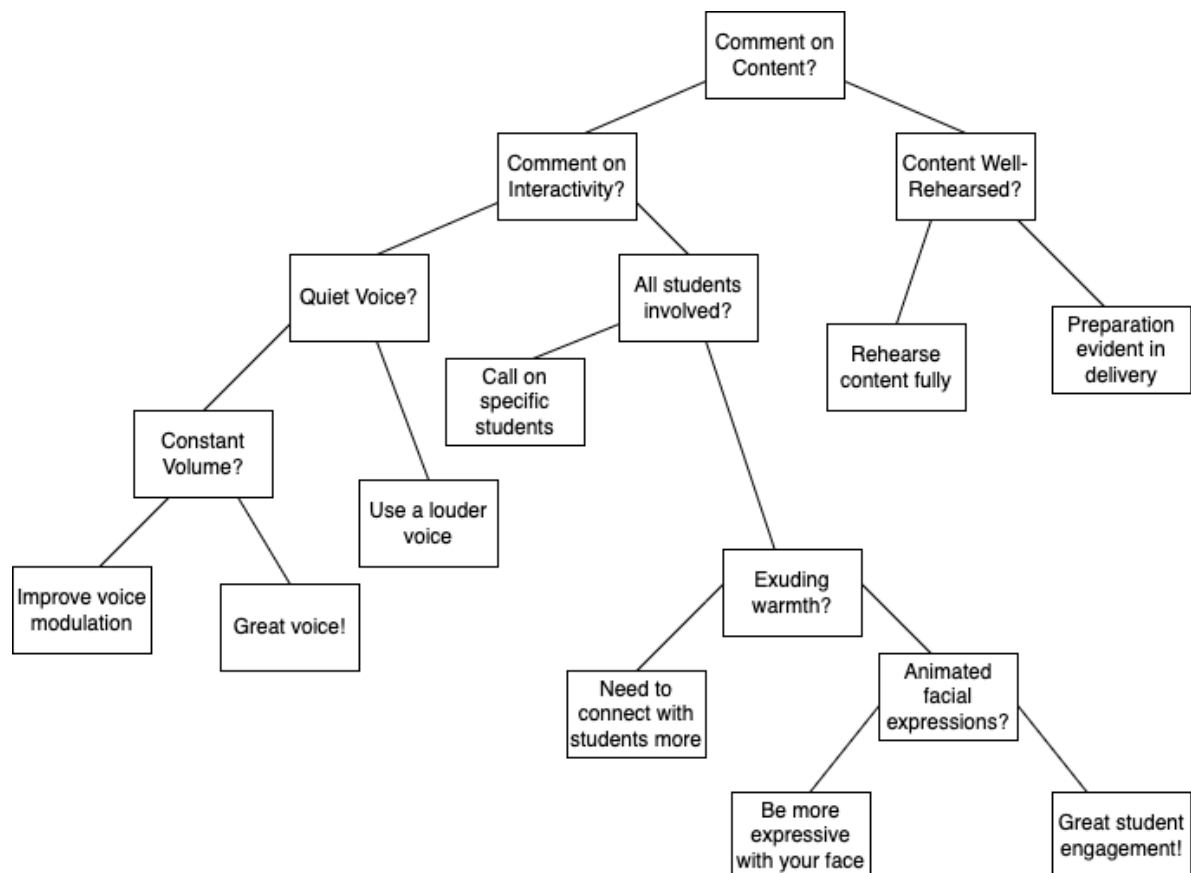 Comment on
Content?
Comment on
Interactivity?
Content Well-
Rehearsed?
Quiet Voice?
All students
involved?
Rehearse
content fully
Preparation
evident in
delivery
Call on
specific
students
Constant
Volume?
Use a louder
voice
Improve voice
modulation
Great voice!
Exuding
warmth?
Need to
connect with
students more
Animated
facial
expressions?
Be more
expressive
with your face
Great student
engagement!